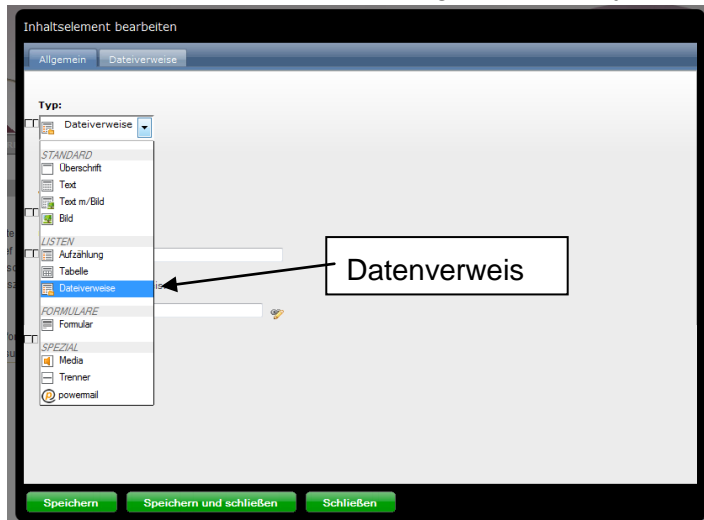 Inhaltselement bearbeiten
Allgemein Dateiverweise
Typ:
Dateiverweise
STANDARD
Überschrift
Text
Text m/Bild
Bild
LISTEN
Aufzählung
Tabelle
Dateiverweise
FORMULARE
Formular
SPEZIAL
Media
Trenner
powermail
Datenverweis
Speichern Speichern und schließen Schließen